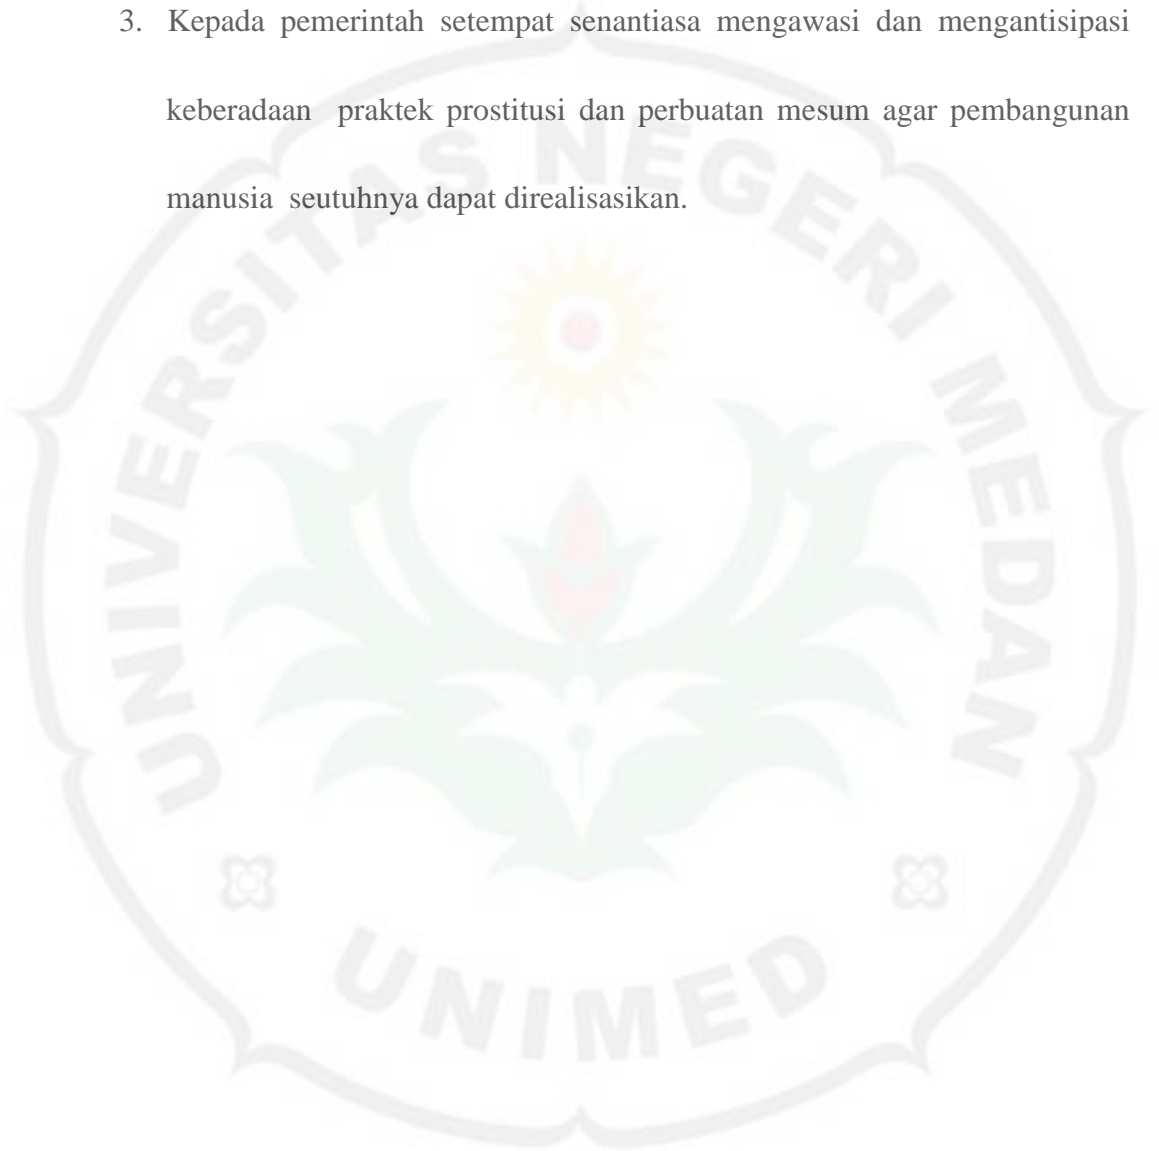 3. Kepada pemerintah setempat senantiasa mengawasi dan mengantisipasi
keberadaan praktek prostitusi dan perbuatan mesum agar pembangunan
manusia seutuhnya dapat direalisasikan.
UNIVERSITAS NEGERI MEDAN
UNIMED